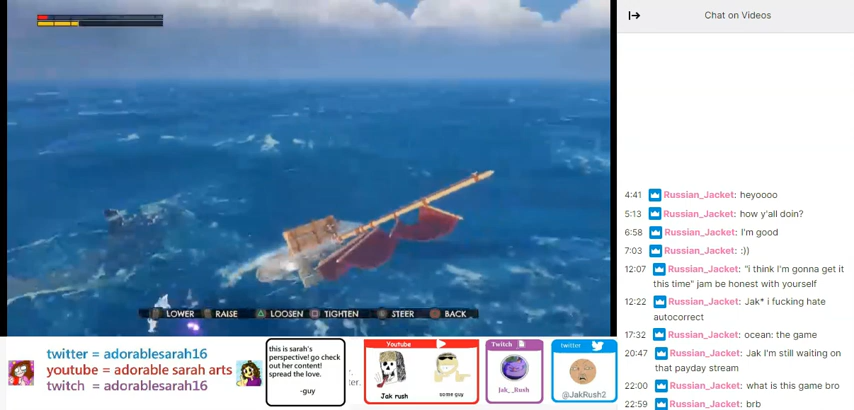 Chat on Videos
4:41 Russian_Jacket: heyoooo
5:13 Russian_Jacket: how y'all doin?
6:58 Russian_Jacket: I'm good
7:03 Russian_Jacket: :))
12:07 Russian_Jacket: "i think I'm gonna get it
this time" jam be honest with yourself
12:22 Russian_Jacket: Jak* i fucking hate
autocorrect
17:32 Russian_Jacket: ocean: the game
20:47 Russian_Jacket: Jak I'm still waiting on
that payday stream
22:00 Russian_Jacket: what is this game bro
22:59 Russian_Jacket: brb
LOWER RAISE LOOSEN TIGHTEN STEER BACK
twitter = adorablesarah16
youtube = adorable sarah arts
twitch = adorablesarah16
this is sarah's
perspective! go check
out her content!
spread the love.
-guy
ter.
Youtube
Jak rush
some guy
Twitch
Jak_ _Rush
twitter
@JakRush2